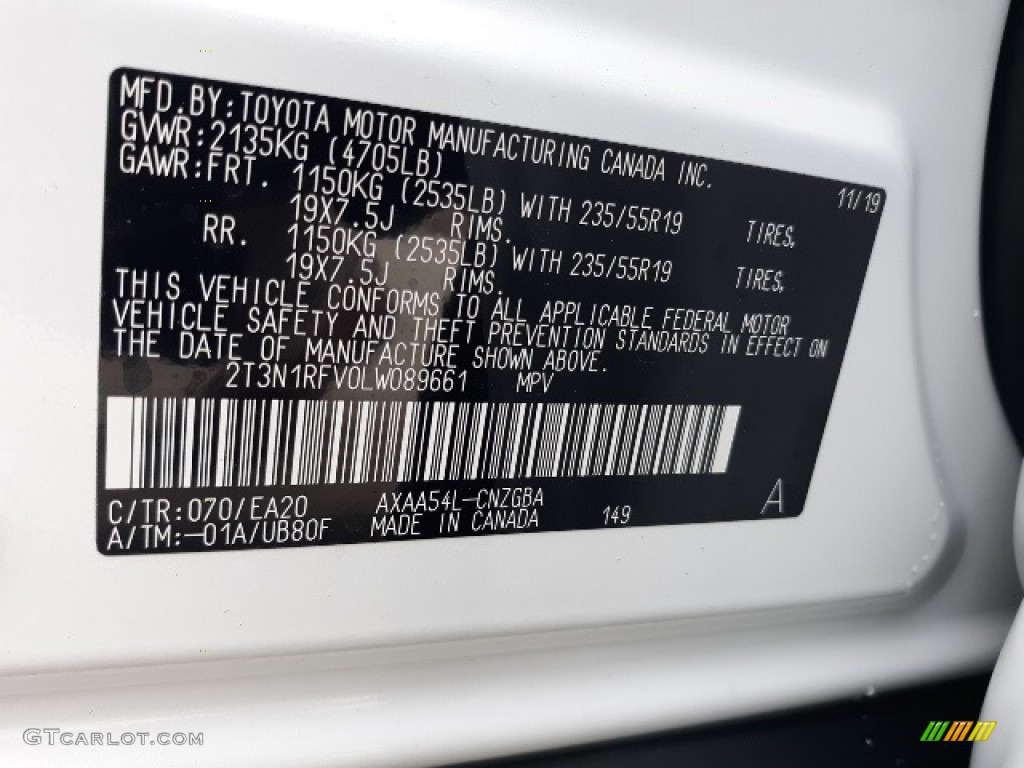 MFD.BY:TOYOTA MOTOR MANUFACTURING CANADA INC.
GVWR:2135KG (4705LB) 11/19
GAWR:FRT. 1150KG (2535LB) WITH 235/55R19 TIRES,
19X7.5J RIMS.
RR. 1150KG (2535LB) WITH 235/55R19 TIRES,
19X7.5J RIMS.
THIS VEHICLE CONFORMS TO ALL APPLICABLE FEDERAL MOTOR
VEHICLE SAFETY AND THEFT PREVENTION STANDARDS IN EFFECT ON
THE DATE OF MANUFACTURE SHOWN ABOVE.
2T3N1RFV0LW089661 MPV
C/TR:070/EA20 AXAA54L-CNZGBA A
A/TM:-01A/UB80F MADE IN CANADA 149
GTcarlot.com